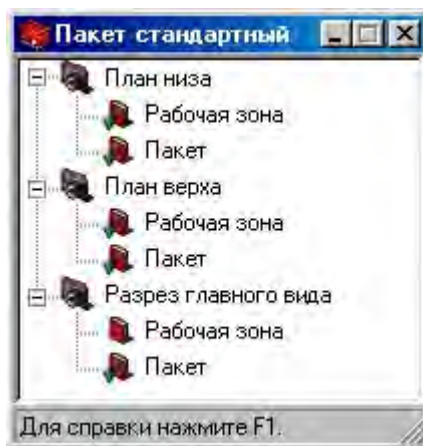 Пакет стандартный
План низа
Рабочая зона
Пакет
План верха
Рабочая зона
Пакет
Разрез главного вида
Рабочая зона
Пакет
Для справки нажмите F1.